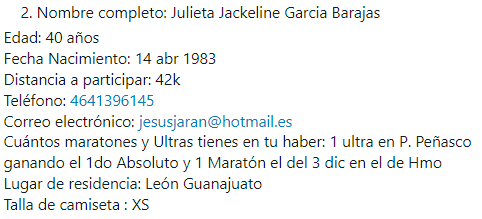 2. Nombre completo: Julieta Jackeline Garcia Barajas
Edad: 40 años
Fecha Nacimiento: 14 abr 1983
Distancia a participar: 42k
Teléfono: 4641396145
Correo electrónico: jesusjaran@hotmail.es
Cuántos maratones y Ultras tienes en tu haber: 1 ultra en P. Peñasco
ganando el 1do Absoluto y 1 Maratón el del 3 dic en el de Hmo
Lugar de residencia: León Guanajuato
Talla de camiseta : XS